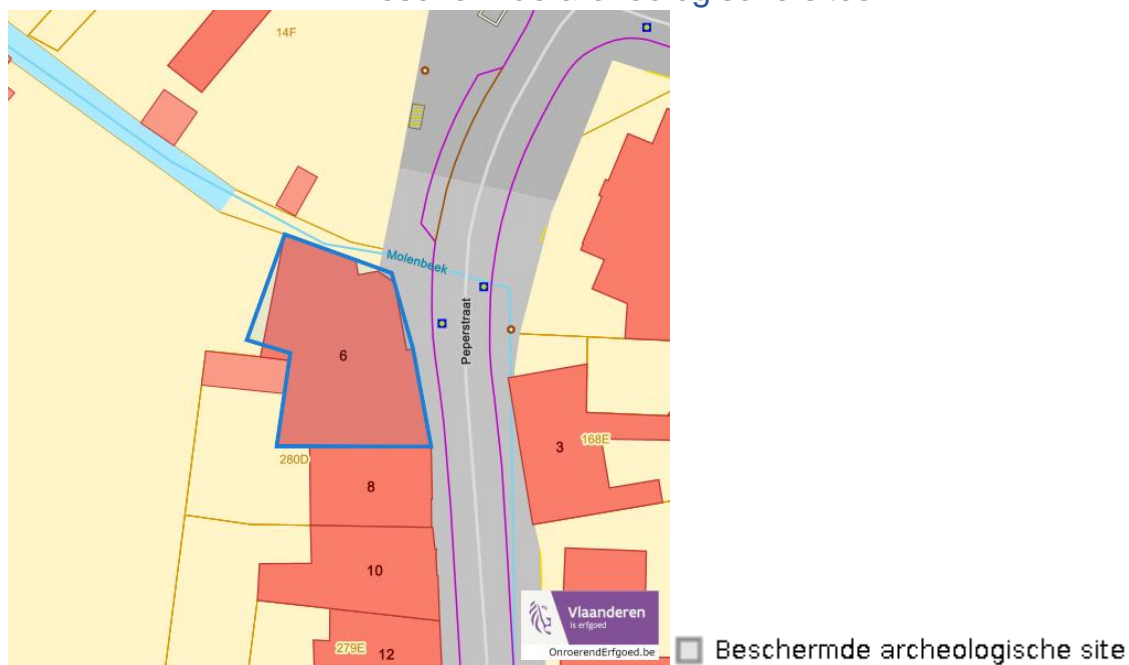 14F
Molenbeek
Peperstraat
6
3
168E
280D
8
10
279E
12
Vlaanderen
is erfgoed
OnroerendErfgoed.be
Beschermde archeologische site